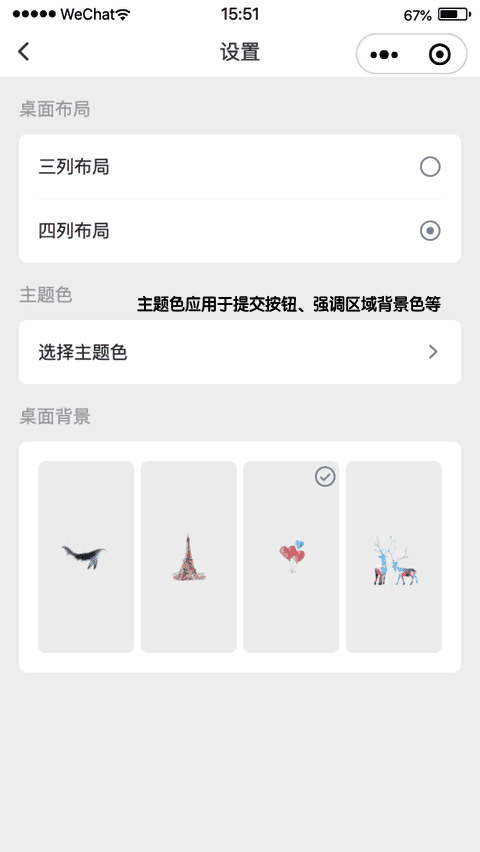 WeChat 15:51 67%
设置
桌面布局
三列布局
四列布局
主题色
主题色应用于提交按钮、强调区域背景色等
选择主题色
桌面背景